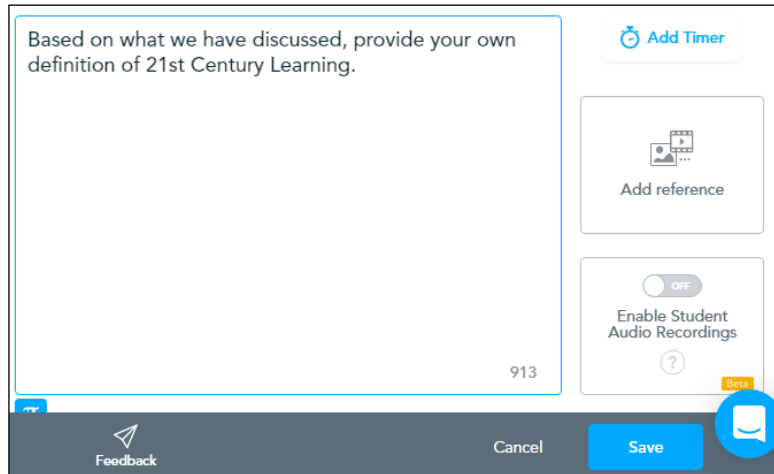 Based on what we have discussed, provide your own
definition of 21st Century Learning.
913
Add Timer
Add reference
OFF
Enable Student
Audio Recordings
?
Beta
Feedback
Cancel
Save